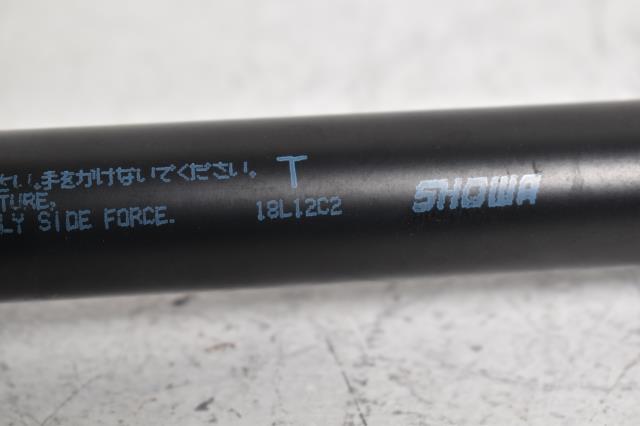 さい。手をかけないでください。
TURE.
LY SIDE FORCE.
T
18L12C2
SHOWA